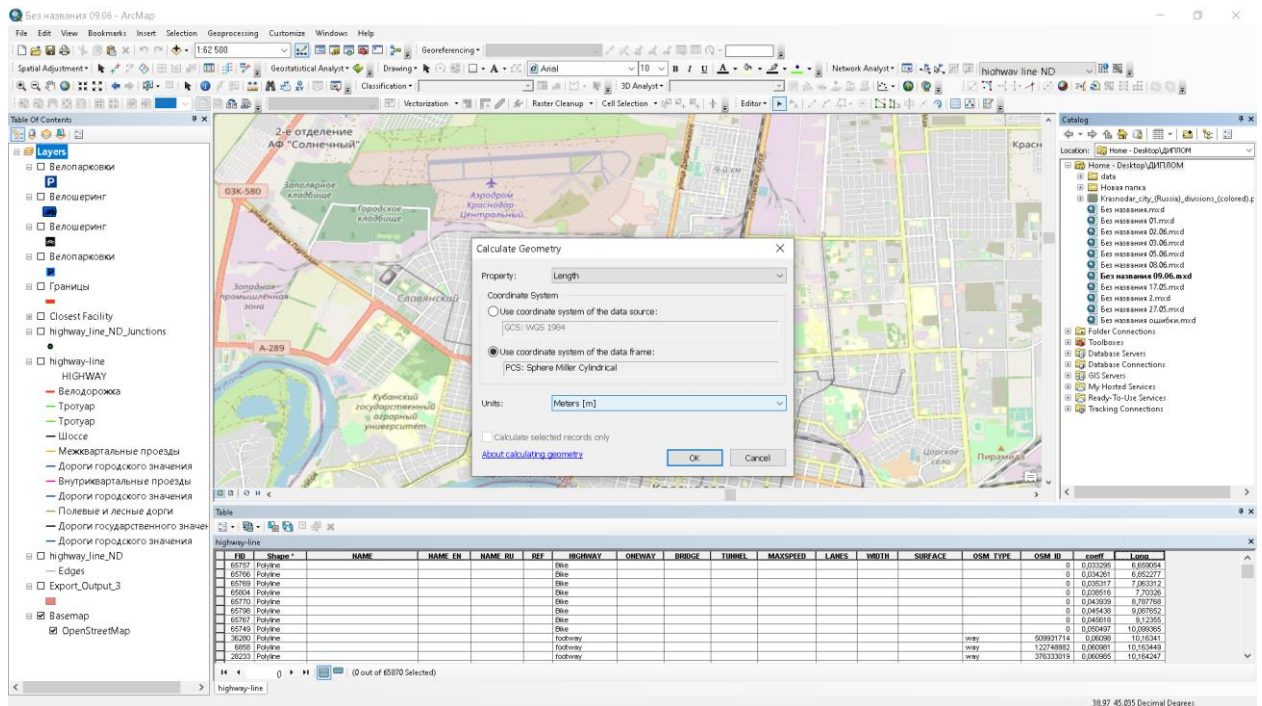 Без названия 09.06 - ArcMap
File Edit View Bookmarks Insert Selection Geoprocessing Customize Windows Help
1:62 500 Georeferencing
Spatial Adjustment Geostatistical Analyst Drawing Arial 10 B I U A Network Analyst highway line ND
Classification 3D Analyst
Vectorization Raster Cleanup Cell Selection Editor
Table Of Contents
Layers
Велопарковки
P
Велошеринг
Велошеринг
Велопарковки
Границы
Closest Facility
highway_line_ND_Junctions
highway-line
HIGHWAY
Велодорожка
Тротуар
Тротуар
Шоссе
Межквартальные проезды
Дороги городского значения
Внутриквартальные проезды
Дороги городского значения
Полевые и лесные дорги
Дороги государственного значен
Дороги городского значения
highway_line_ND
Edges
Export_Output_3
Basemap
OpenStreetMap
2-е отделение
АФ "Солнечный"
03К-580
Заполярное
кладбище
Городское
кладбище
Аэродром
Краснодар-
Центральный
Красн
Западная
промышленная
зона
Славянский
А-289
Кубанский
государственный
аграрный
университет
Царское
село
Пирамида
Calculate Geometry
Property: Length
Coordinate System
Use coordinate system of the data source:
GCS: WGS 1984
Use coordinate system of the data frame:
PCS: Sphere Miller Cylindrical
Units: Meters [m]
Calculate selected records only
About calculating geometry OK Cancel
Catalog
Location: Home - Desktop\ДИПЛОМ
Home - Desktop\ДИПЛОМ
data
Новая папка
Krasnodar_city_(Russia)_divisions_(colored).p
Без названия.mxd
Без названия 01.mxd
Без названия 02.06.mxd
Без названия 03.06.mxd
Без названия 05.06.mxd
Без названия 08.06.mxd
Без названия 09.06.mxd
Без названия 17.05.mxd
Без названия 2.mxd
Без названия 27.05.mxd
Без названия ошибки.mxd
Folder Connections
Toolboxes
Database Servers
Database Connections
GIS Servers
My Hosted Services
Ready-To-Use Services
Tracking Connections
Table
highway-line
FID Shape * NAME NAME_EN NAME_RU REF HIGHWAY ONEWAY BRIDGE TUNNEL MAXSPEED LANES WIDTH SURFACE OSM_TYPE OSM_ID coeff Long
65757 Polyline Bike 0 0,033295 6,659054
65766 Polyline Bike 0 0,034261 6,852277
65769 Polyline Bike 0 0,035317 7,063312
65804 Polyline Bike 0 0,038516 7,70326
65770 Polyline Bike 0 0,043939 8,787768
65798 Polyline Bike 0 0,045438 9,087652
65767 Polyline Bike 0 0,045618 9,12355
65749 Polyline Bike 0 0,050497 10,099365
36280 Polyline footway way 509931714 0,06098 10,16341
6858 Polyline footway way 122748882 0,060981 10,163449
26233 Polyline footway way 376333019 0,060985 10,164247
0 (0 out of 65870 Selected)
highway-line
38,97 45,035 Decimal Degrees